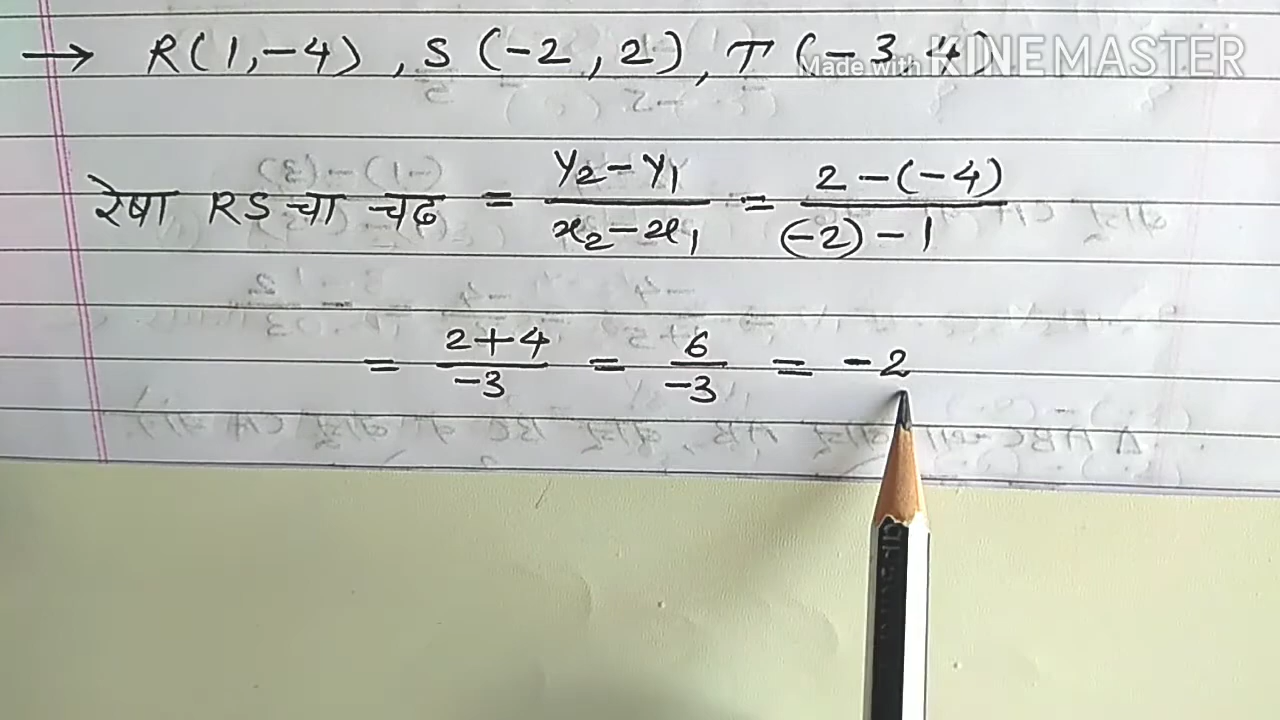 → R(1,-4), S(-2,2), T(-3,4)
Made with KINEMASTER
रेषा RS चा चढ = y₂-y₁/x₂-x₁ = 2-(-4)/(-2)-1
= 2+4/-3 = 6/-3 = -2